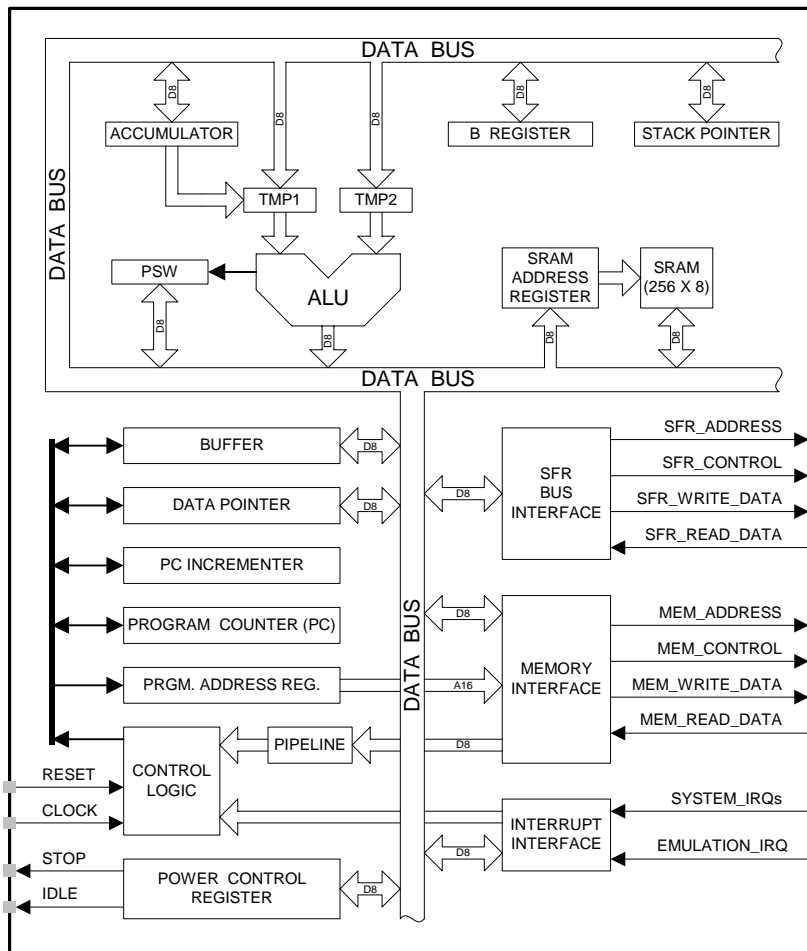 DATA BUS
D8
D8
D8
D8
D8
ACCUMULATOR
B REGISTER
STACK POINTER
DATA BUS
TMP1
TMP2
PSW
ALU
SRAM
ADDRESS
REGISTER
SRAM
(256 X 8)
D8
D8
D8
D8
DATA BUS
BUFFER
D8
DATA POINTER
D8
PC INCREMENTER
PROGRAM COUNTER (PC)
PRGM. ADDRESS REG.
A16
DATA BUS
D8
SFR
BUS
INTERFACE
SFR_ADDRESS
SFR_CONTROL
SFR_WRITE_DATA
SFR_READ_DATA
D8
MEMORY
INTERFACE
MEM_ADDRESS
MEM_CONTROL
MEM_WRITE_DATA
MEM_READ_DATA
PIPELINE
D8
RESET
CLOCK
CONTROL
LOGIC
INTERRUPT
INTERFACE
SYSTEM_IRQs
EMULATION_IRQ
D8
STOP
IDLE
POWER CONTROL
REGISTER
D8